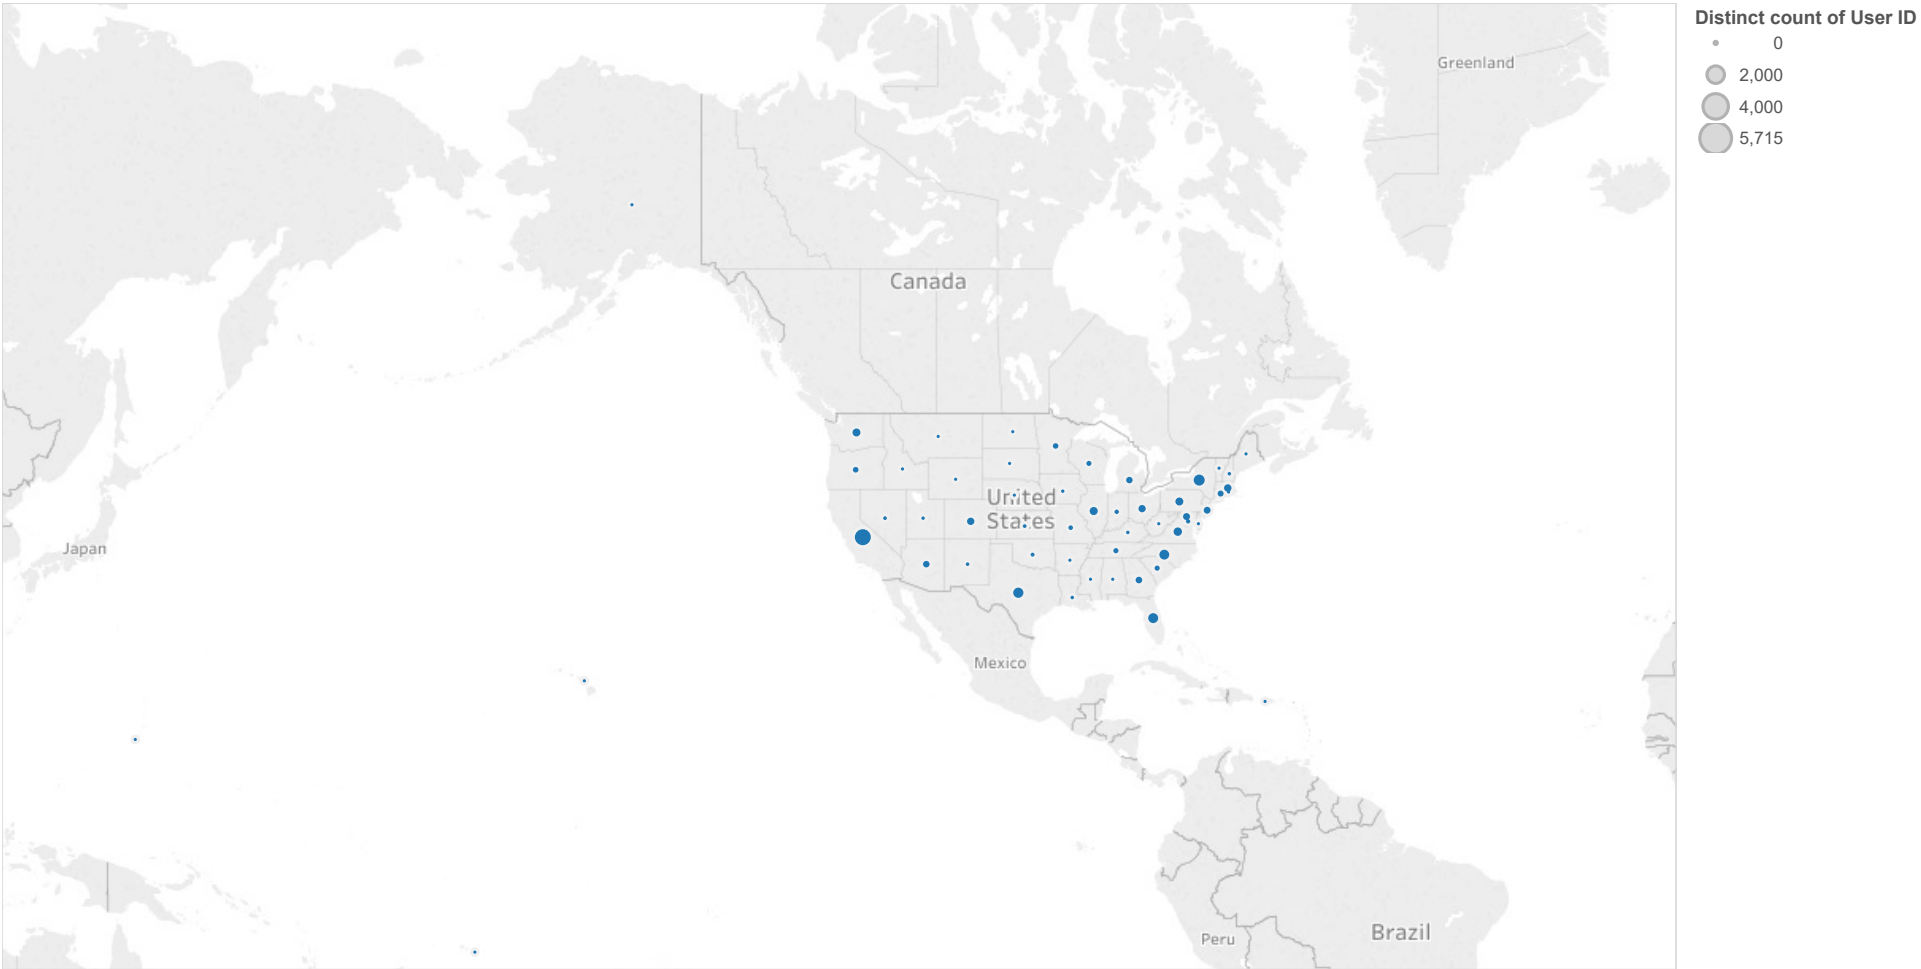 Distinct count of User ID
0
2,000
4,000
5,715
Greenland
Canada
United
States
Japan
Mexico
Brazil
Peru